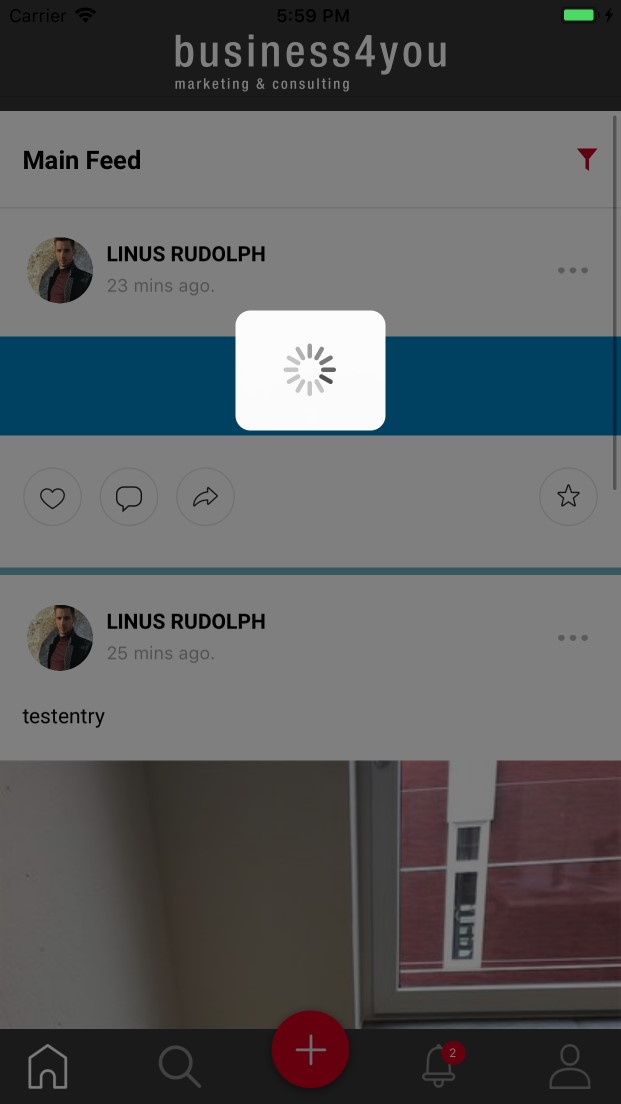 Carrier 5:59 PM
business4you
marketing & consulting
Main Feed
LINUS RUDOLPH
23 mins ago.
LINUS RUDOLPH
25 mins ago.
testentry
2